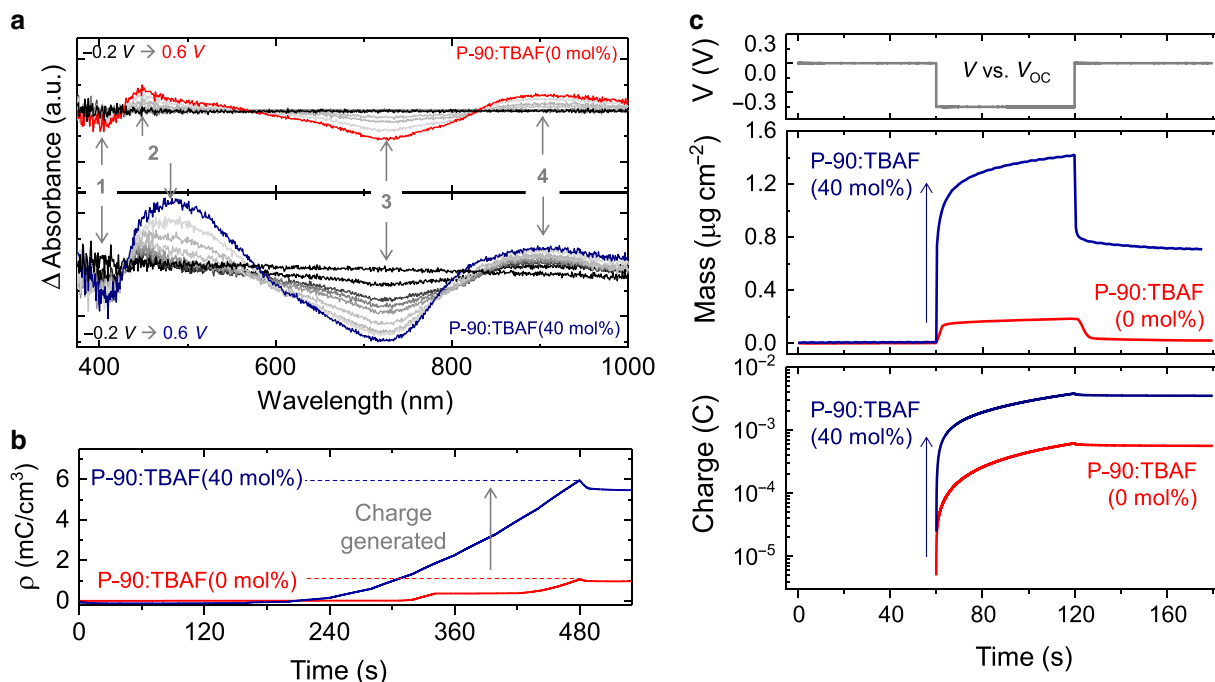 a
−0.2 V → 0.6 V
P-90:TBAF(0 mol%)
Δ Absorbance (a.u.)
1
2
3
4
−0.2 V → 0.6 V
P-90:TBAF(40 mol%)
400
600
800
1000
Wavelength (nm)
b
ρ (mC/cm³)
6
4
2
0
P-90:TBAF(40 mol%)
Charge
generated
P-90:TBAF(0 mol%)
0
120
240
360
480
Time (s)
c
V (V)
0.3
0.0
−0.3
V vs. VOC
Mass (μg cm⁻²)
1.6
1.2
0.8
0.4
0.0
P-90:TBAF
(40 mol%)
P-90:TBAF
(0 mol%)
Charge (C)
10⁻²
10⁻³
10⁻⁴
10⁻⁵
P-90:TBAF
(40 mol%)
P-90:TBAF
(0 mol%)
0
40
80
120
160
Time (s)